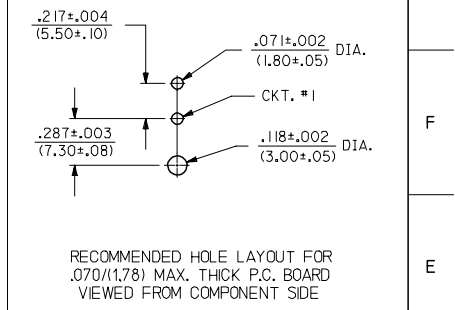 .217±.004
(5.50±.10)
.071±.002 DIA.
(1.80±.05)
CKT. #1
F
.287±.003
(7.30±.08)
.118±.002 DIA.
(3.00±.05)
RECOMMENDED HOLE LAYOUT FOR
.070/(1.78) MAX. THICK P.C. BOARD
VIEWED FROM COMPONENT SIDE
E